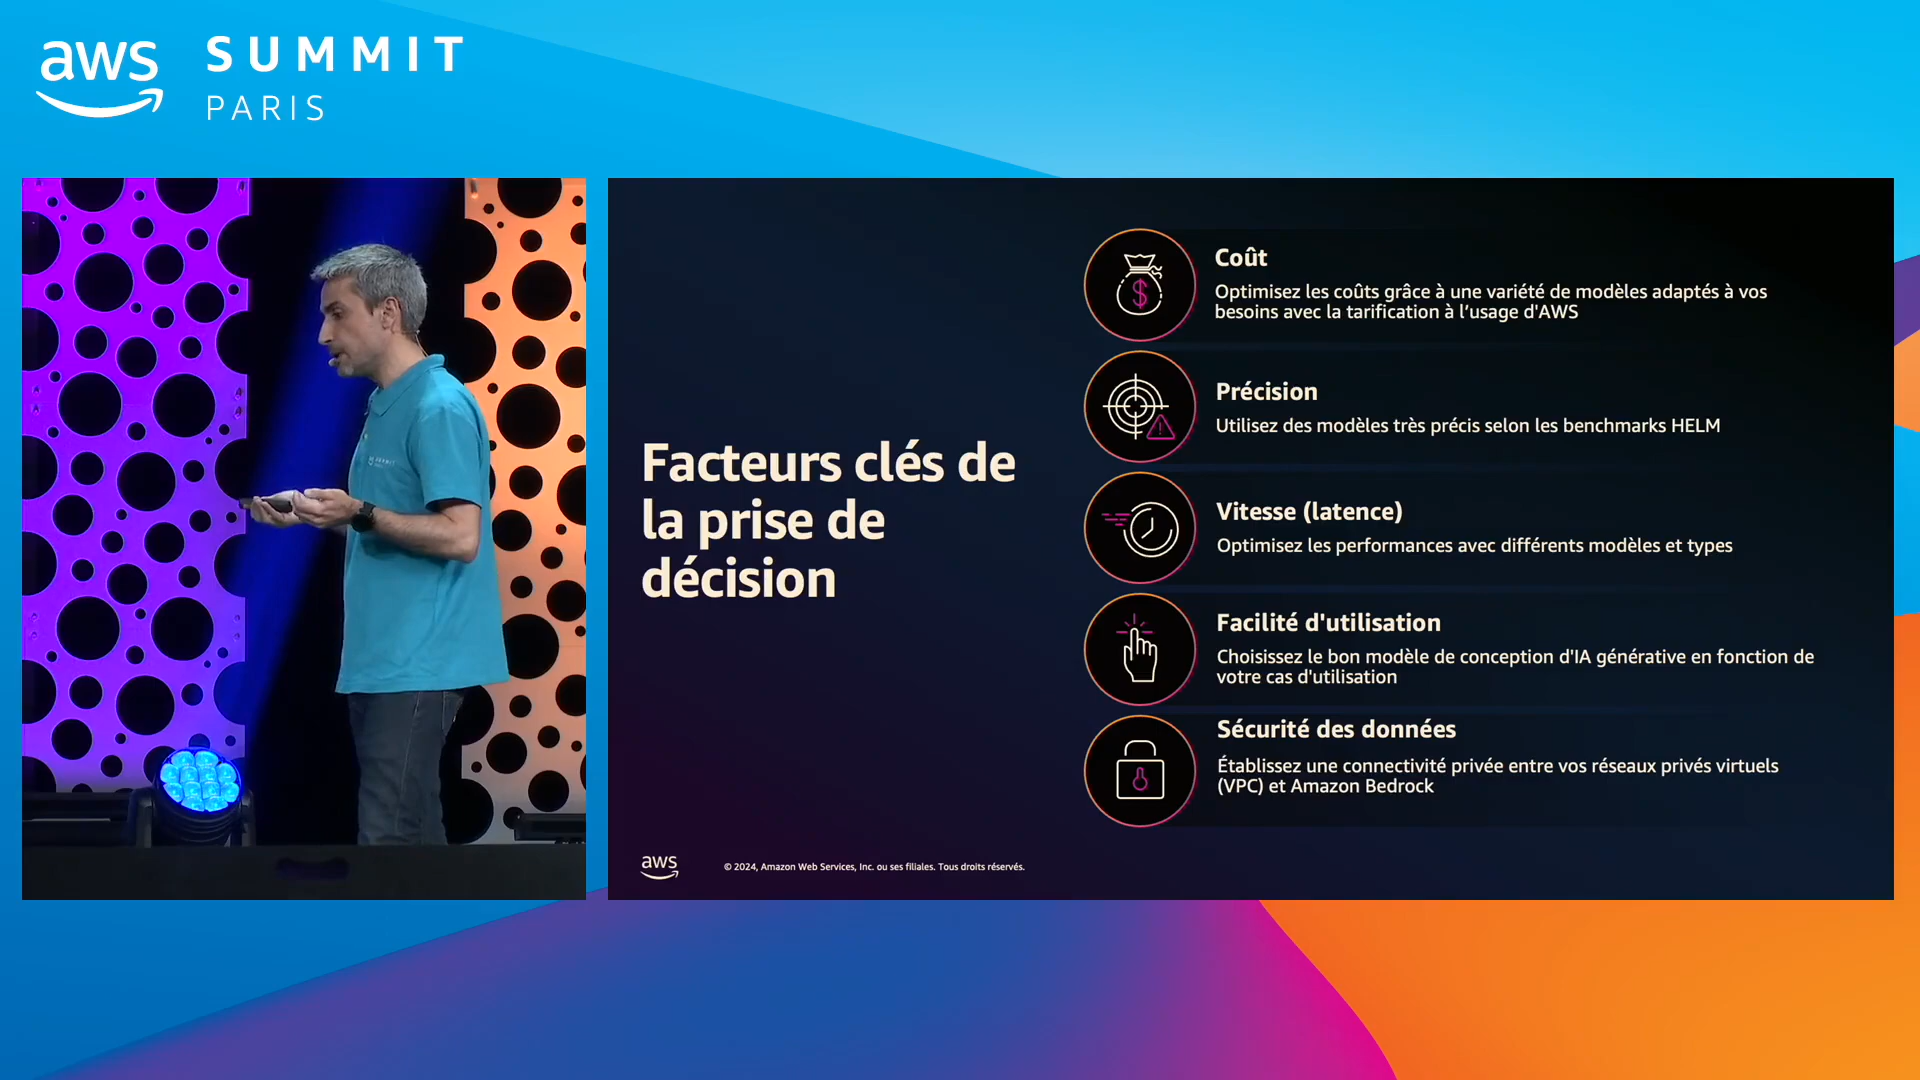 aws
SUMMIT
PARIS
Facteurs clés de
la prise de
décision
Coût
Optimisez les coûts grâce à une variété de modèles adaptés à vos
besoins avec la tarification à l'usage d'AWS
Précision
Utilisez des modèles très précis selon les benchmarks HELM
Vitesse (latence)
Optimisez les performances avec différents modèles et types
Facilité d'utilisation
Choisissez le bon modèle de conception d'IA générative en fonction de
votre cas d'utilisation
Sécurité des données
Établissez une connectivité privée entre vos réseaux privés virtuels
(VPC) et Amazon Bedrock
aws
© 2024, Amazon Web Services, Inc. ou ses filiales. Tous droits réservés.